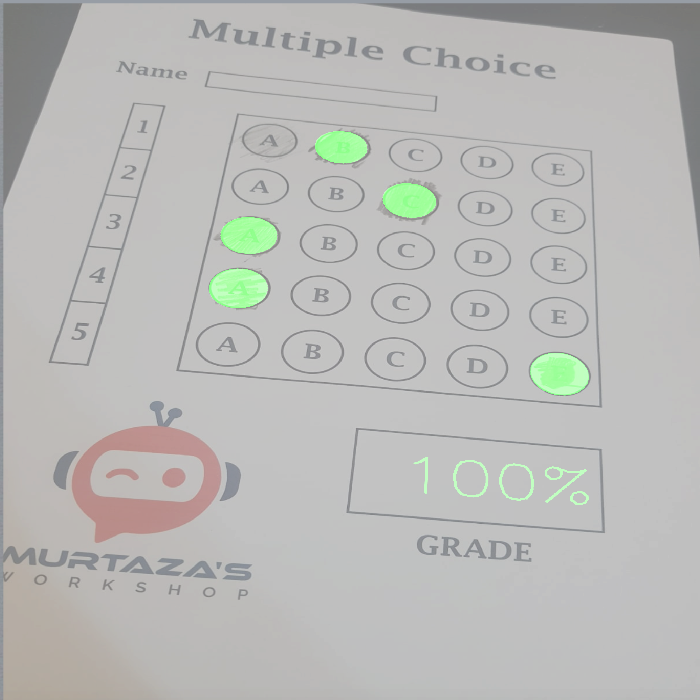 Multiple Choice
Name
1 A B C D E
2 A B C D E
3 A B C D E
4 A B C D E
5 A B C D
100%
GRADE
MURTAZA'S
WORKSHOP